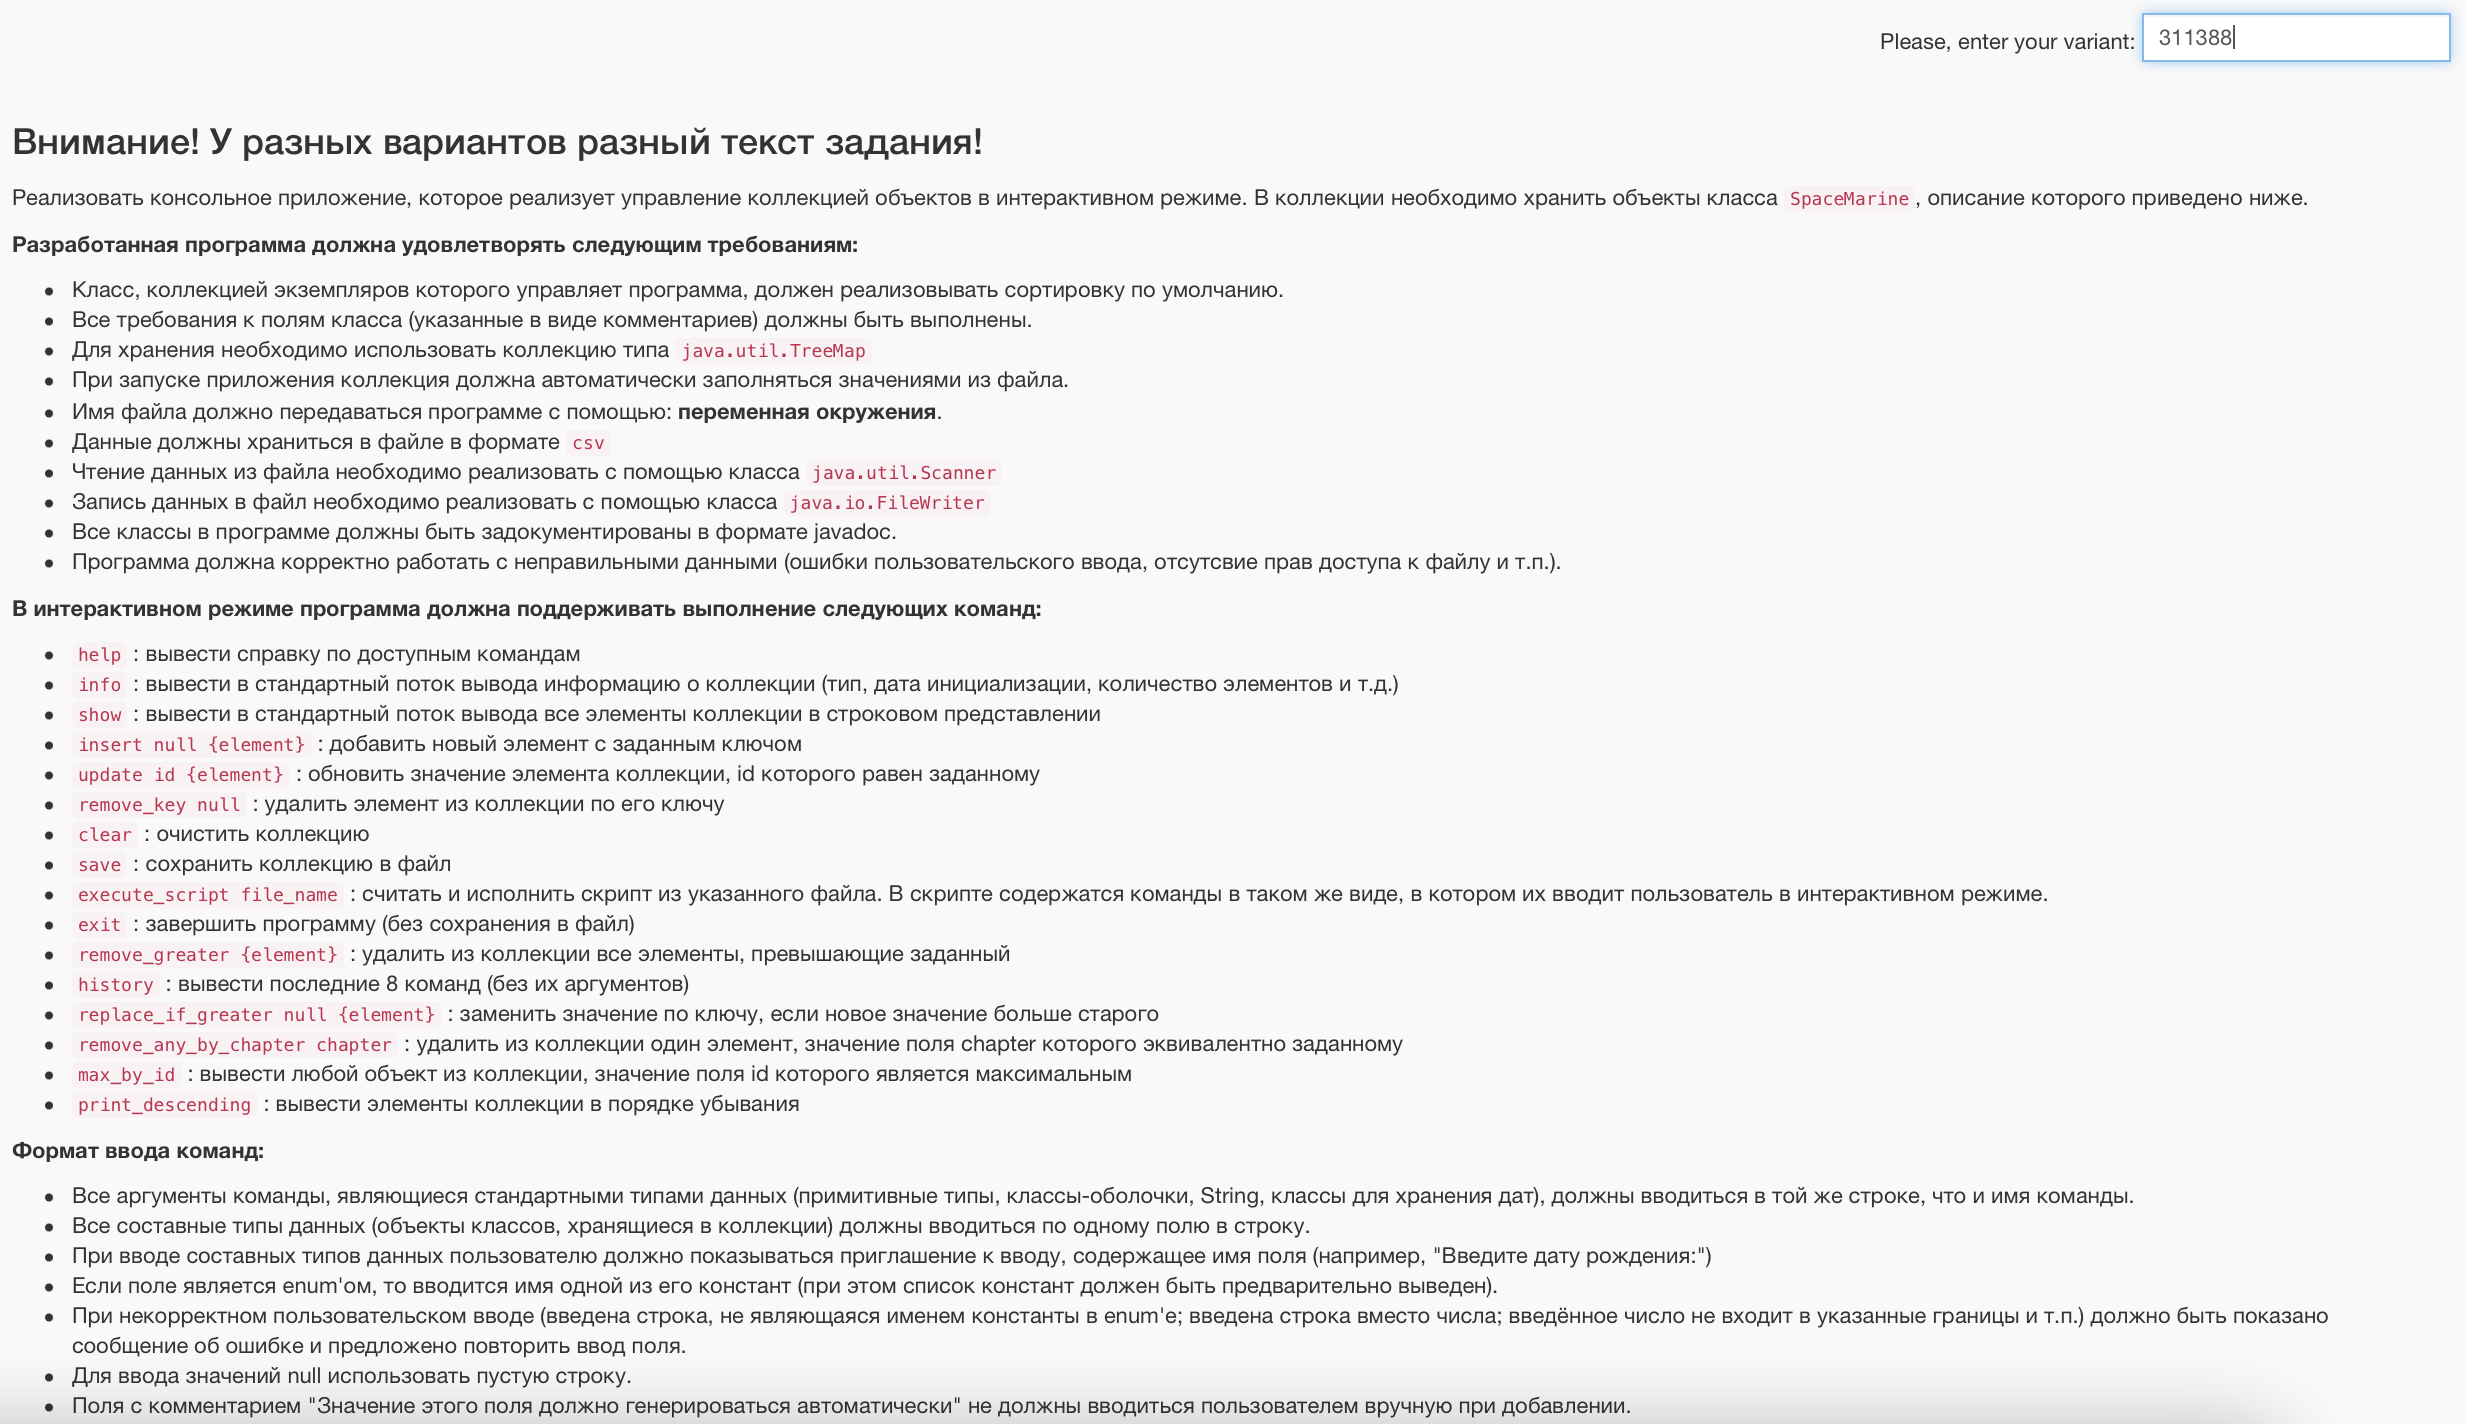 Please, enter your variant: 311388
Внимание! У разных вариантов разный текст задания!
Реализовать консольное приложение, которое реализует управление коллекцией объектов в интерактивном режиме. В коллекции необходимо хранить объекты класса SpaceMarine, описание которого приведено ниже.
Разработанная программа должна удовлетворять следующим требованиям:
• Класс, коллекцией экземпляров которого управляет программа, должен реализовывать сортировку по умолчанию.
• Все требования к полям класса (указанные в виде комментариев) должны быть выполнены.
• Для хранения необходимо использовать коллекцию типа java.util.TreeMap
• При запуске приложения коллекция должна автоматически заполняться значениями из файла.
• Имя файла должно передаваться программе с помощью: переменная окружения.
• Данные должны храниться в файле в формате csv
• Чтение данных из файла необходимо реализовать с помощью класса java.util.Scanner
• Запись данных в файл необходимо реализовать с помощью класса java.io.FileWriter
• Все классы в программе должны быть задокументированы в формате javadoc.
• Программа должна корректно работать с неправильными данными (ошибки пользовательского ввода, отсутсвие прав доступа к файлу и т.п.).
В интерактивном режиме программа должна поддерживать выполнение следующих команд:
• help : вывести справку по доступным командам
• info : вывести в стандартный поток вывода информацию о коллекции (тип, дата инициализации, количество элементов и т.д.)
• show : вывести в стандартный поток вывода все элементы коллекции в строковом представлении
• insert null {element} : добавить новый элемент с заданным ключом
• update id {element} : обновить значение элемента коллекции, id которого равен заданному
• remove_key null : удалить элемент из коллекции по его ключу
• clear : очистить коллекцию
• save : сохранить коллекцию в файл
• execute_script file_name : считать и исполнить скрипт из указанного файла. В скрипте содержатся команды в таком же виде, в котором их вводит пользователь в интерактивном режиме.
• exit : завершить программу (без сохранения в файл)
• remove_greater {element} : удалить из коллекции все элементы, превышающие заданный
• history : вывести последние 8 команд (без их аргументов)
• replace_if_greater null {element} : заменить значение по ключу, если новое значение больше старого
• remove_any_by_chapter chapter : удалить из коллекции один элемент, значение поля chapter которого эквивалентно заданному
• max_by_id : вывести любой объект из коллекции, значение поля id которого является максимальным
• print_descending : вывести элементы коллекции в порядке убывания
Формат ввода команд:
• Все аргументы команды, являющиеся стандартными типами данных (примитивные типы, классы-оболочки, String, классы для хранения дат), должны вводиться в той же строке, что и имя команды.
• Все составные типы данных (объекты классов, хранящиеся в коллекции) должны вводиться по одному полю в строку.
• При вводе составных типов данных пользователю должно показываться приглашение к вводу, содержащее имя поля (например, "Введите дату рождения:")
• Если поле является enum'ом, то вводится имя одной из его констант (при этом список констант должен быть предварительно выведен).
• При некорректном пользовательском вводе (введена строка, не являющаяся именем константы в enum'е; введена строка вместо числа; введённое число не входит в указанные границы и т.п.) должно быть показано
сообщение об ошибке и предложено повторить ввод поля.
• Для ввода значений null использовать пустую строку.
• Поля с комментарием "Значение этого поля должно генерироваться автоматически" не должны вводиться пользователем вручную при добавлении.